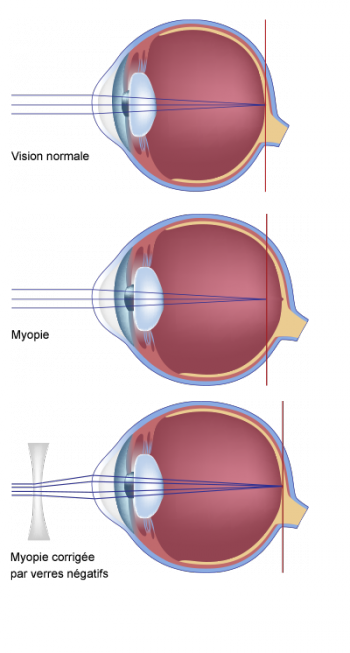 Vision normale
Myopie
Myopie corrigée
par verres négatifs